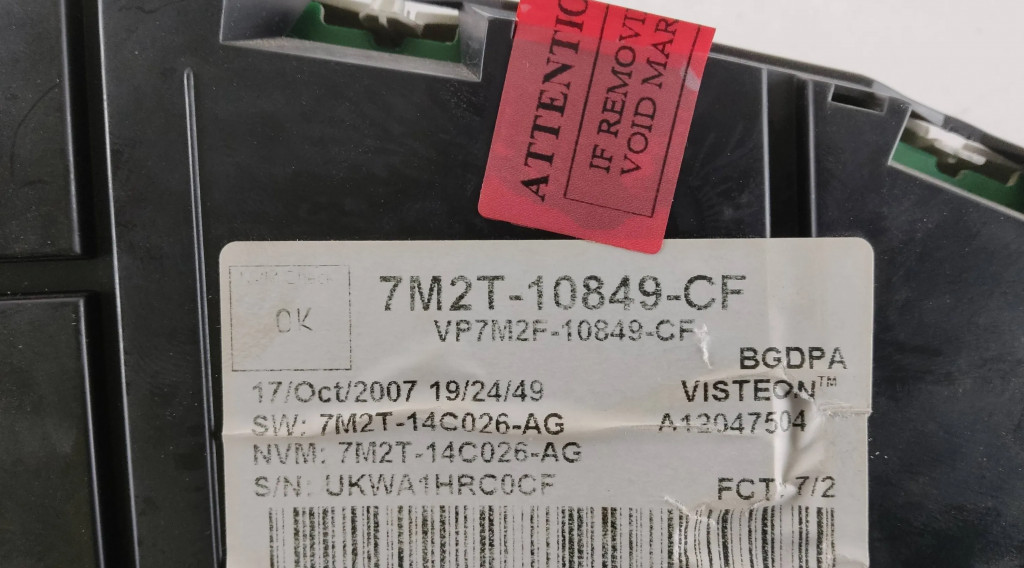 ATTENTIO
IF REMOVE
VOID MAR
OK
7M2T-10849-CF
VP7M2F-10849-CF
BGDPA
17/Oct/2007 19/24/49
VISTEON™
SW: 7M2T-14C026-AG
A12047504
NVM: 7M2T-14C026-AG
S/N: UKWA1HRC0CF
FCT: 7/2